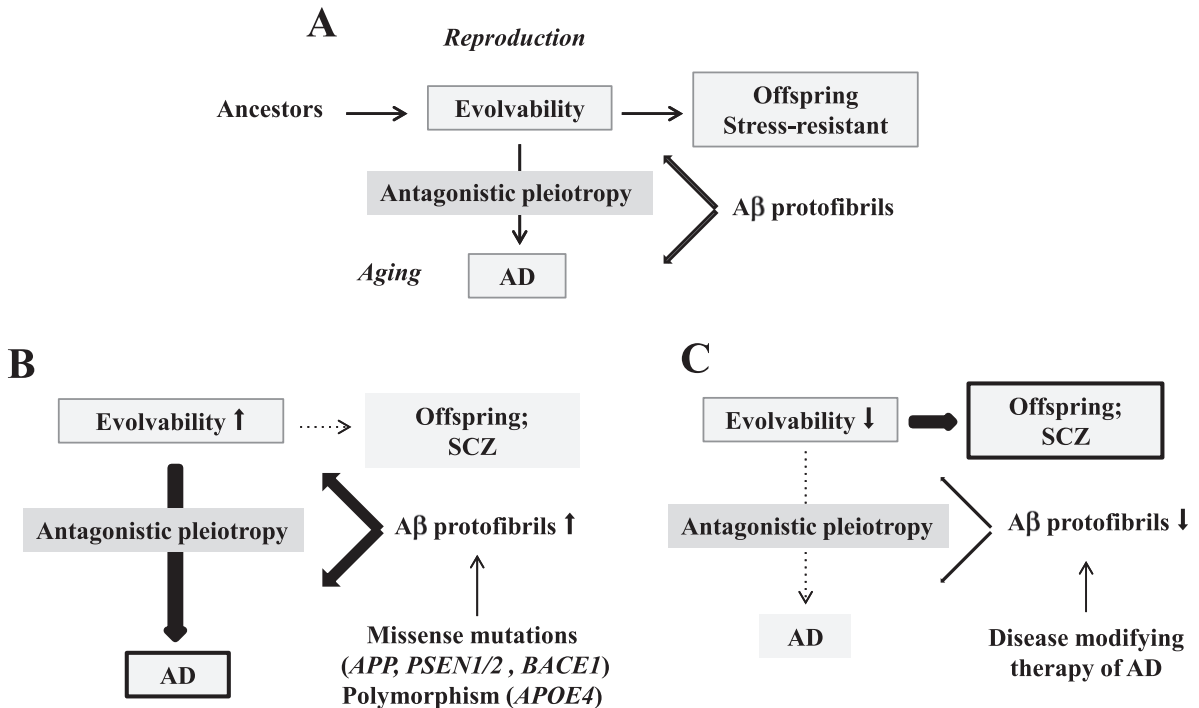 A
Reproduction
Ancestors
Evolvability
Offspring
Stress-resistant
Antagonistic pleiotropy
Aβ protofibrils
Aging
AD
B
Evolvability ↑
Offspring;
SCZ
Antagonistic pleiotropy
Aβ protofibrils ↑
AD
Missense mutations
(APP, PSEN1/2 , BACE1)
Polymorphism (APOE4)
C
Evolvability ↓
Offspring;
SCZ
Antagonistic pleiotropy
Aβ protofibrils ↓
AD
Disease modifying
therapy of AD